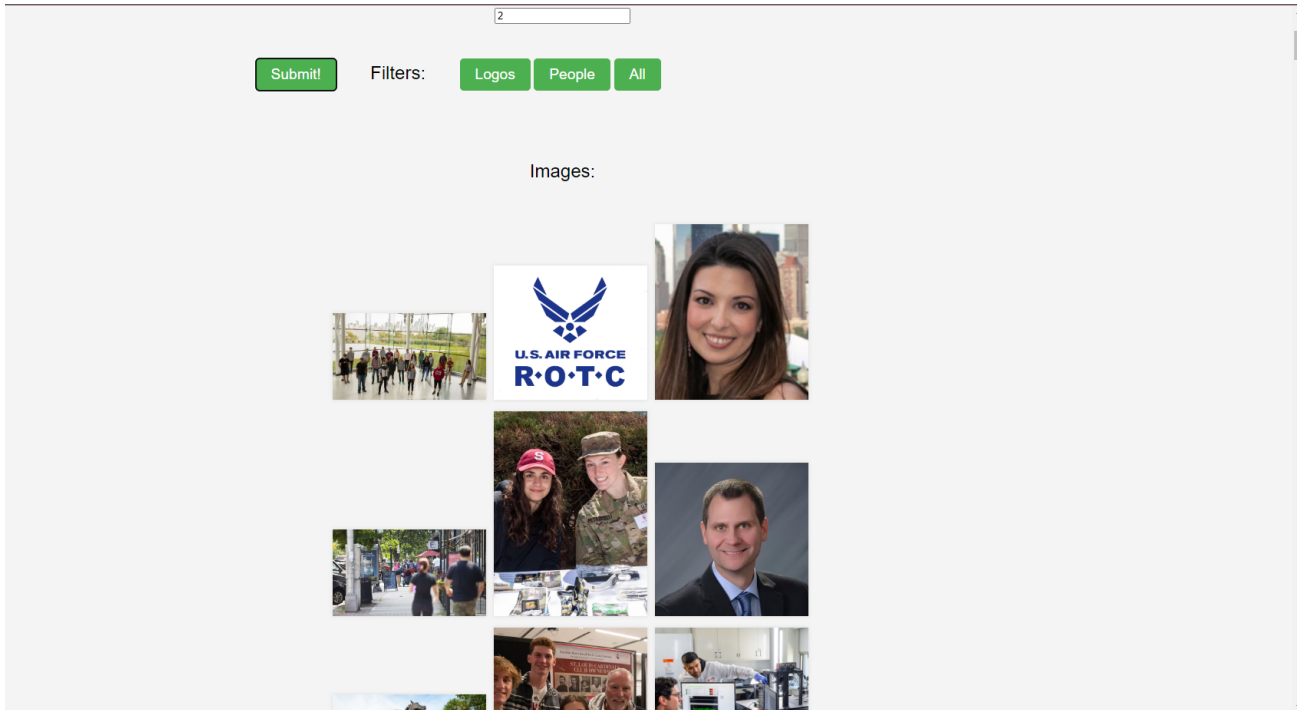 2
Submit!
Filters:
Logos
People
All
Images:
U.S. AIR FORCE
R•O•T•C
S